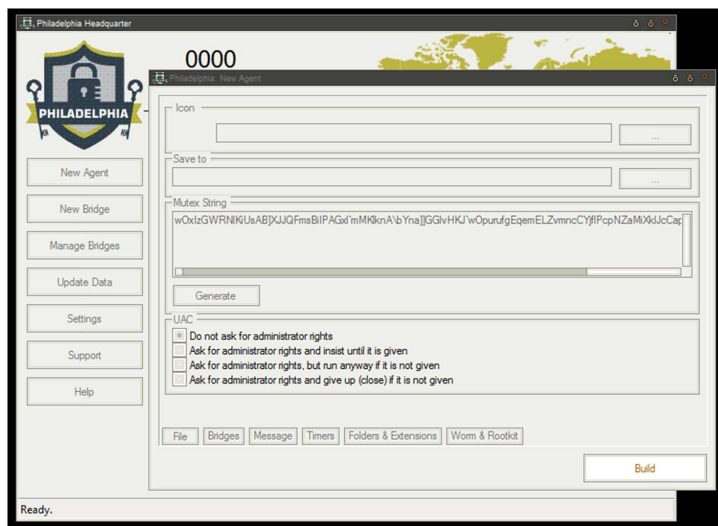 Philadelphia Headquarter
0000
Philadelphia: New Agent
PHILADELPHIA
Icon
...
Save to
...
New Agent
Mutex String
New Bridge
Manage Bridges
Update Data
Generate
UAC
Settings
Do not ask for administrator rights
Ask for administrator rights and insist until it is given
Support
Ask for administrator rights, but run anyway if it is not given
Ask for administrator rights and give up (close) if it is not given
Help
File Bridges Message Timers Folders & Extensions Worm & Rootkit
Build
Ready.